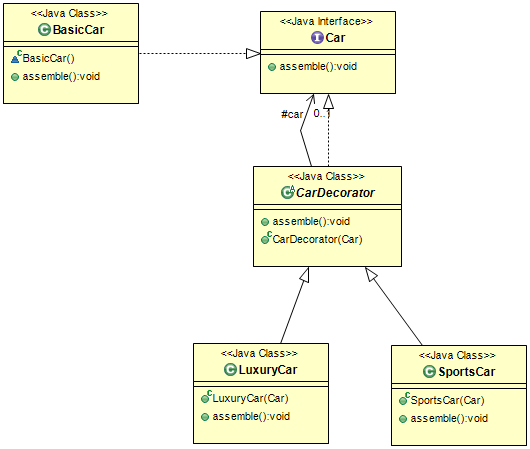 <<Java Class>>
BasicCar
BasicCar()
assemble():void
<<Java Interface>>
I
Car
assemble():void
#car
0..1
<<Java Class>>
CarDecorator
assemble():void
CarDecorator(Car)
<<Java Class>>
LuxuryCar
LuxuryCar(Car)
assemble():void
<<Java Class>>
SportsCar
SportsCar(Car)
assemble():void